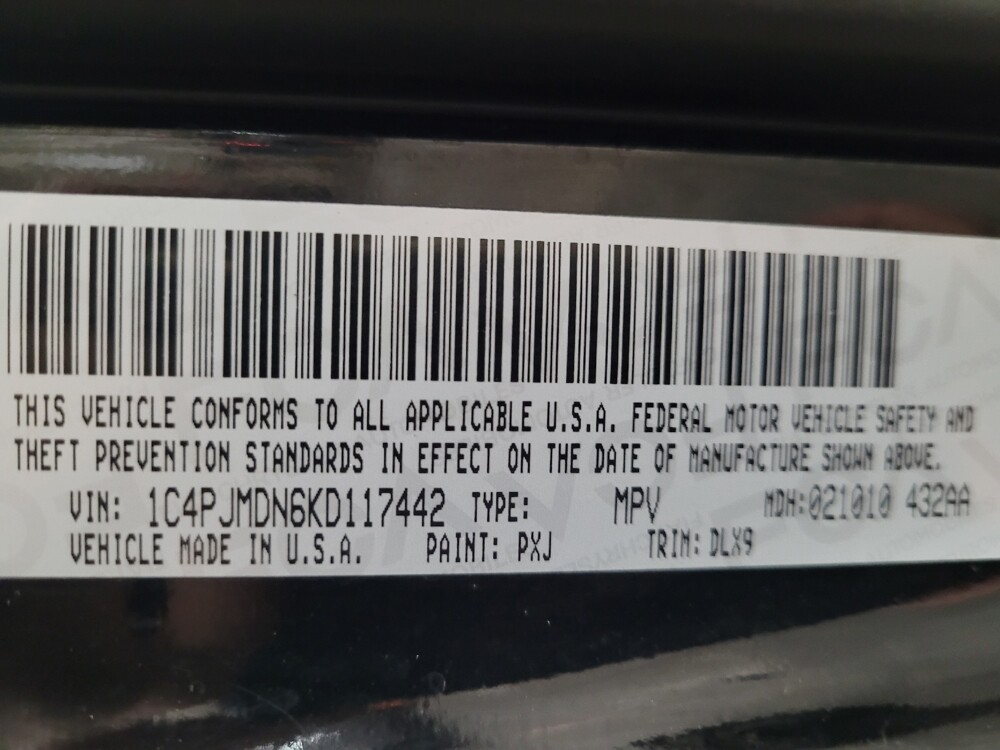 THIS VEHICLE CONFORMS TO ALL APPLICABLE U.S.A. FEDERAL MOTOR VEHICLE SAFETY AND
THEFT PREVENTION STANDARDS IN EFFECT ON THE DATE OF MANUFACTURE SHOWN ABOVE.
VIN: 1C4PJMDN6KD117442 TYPE: MPV MDH:021010 432AA
VEHICLE MADE IN U.S.A. PAINT: PXJ TRIM: DLX9